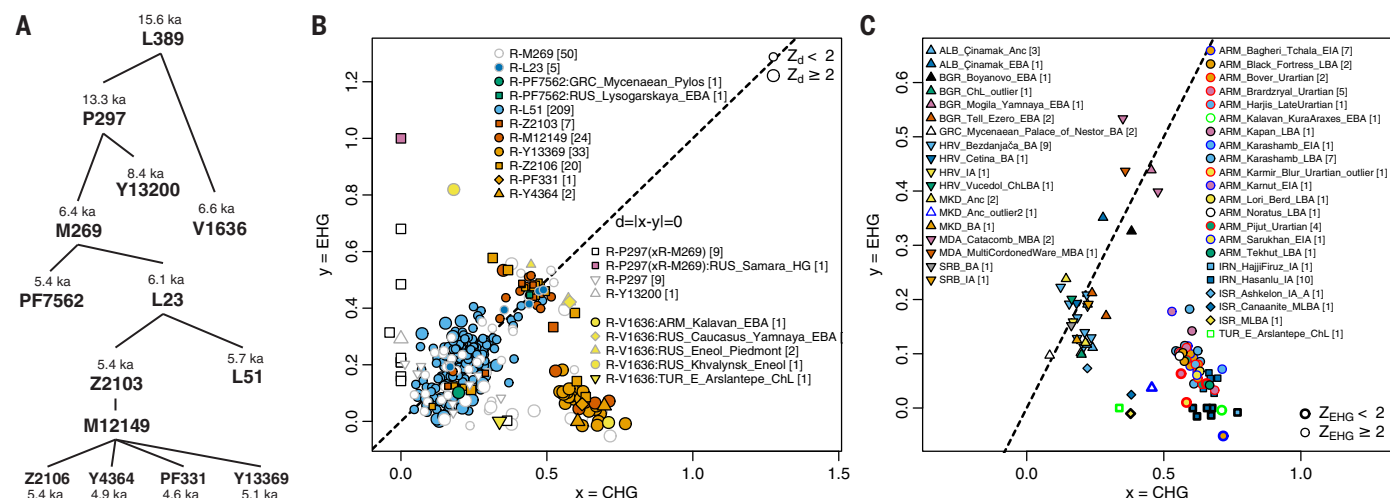 A
15.6 ka
L389
13.3 ka
P297
8.4 ka
Y13200
6.4 ka
M269
6.6 ka
V1636
5.4 ka
PF7562
6.1 ka
L23
5.4 ka
Z2103
5.7 ka
L51
M12149
Z2106
5.4 ka
Y4364
4.9 ka
PF331
4.6 ka
Y13369
5.1 ka
B
y = EHG
0.0
0.2
0.4
0.6
0.8
1.0
1.2
R-M269 [50]
R-L23 [5]
R-PF7562:GRC_Mycenaean_Pylos [1]
R-PF7562:RUS_Lysogarskaya_EBA [1]
R-L51 [209]
R-Z2103 [7]
R-M12149 [24]
R-Y13369 [33]
R-Z2106 [20]
R-PF331 [1]
R-Y4364 [2]
Zd < 2
Zd ≥ 2
d=|x-y|=0
R-P297(xR-M269) [9]
R-P297(xR-M269):RUS_Samara_HG [1]
R-P297 [9]
R-Y13200 [1]
R-V1636:ARM_Kalavan_EBA [1]
R-V1636:RUS_Caucasus_Yamnaya_EBA [
R-V1636:RUS_Eneol_Piedmont [2]
R-V1636:RUS_Khvalynsk_Eneol [1]
R-V1636:TUR_E_Arslantepe_ChL [1]
0.0
0.5
1.0
1.5
x = CHG
C
y = EHG
0.0
0.1
0.2
0.3
0.4
0.5
0.6
ALB_Çinamak_Anc [3]
ALB_Çinamak_EBA [1]
BGR_Boyanovo_EBA [1]
BGR_ChL_outlier [1]
BGR_Mogila_Yamnaya_EBA [1]
BGR_Tell_Ezero_EBA [2]
GRC_Mycenaean_Palace_of_Nestor_BA [2]
HRV_Bezdanjača_BA [9]
HRV_Cetina_BA [1]
HRV_IA [1]
HRV_Vucedol_ChLBA [1]
MKD_Anc [2]
MKD_Anc_outlier2 [1]
MKD_BA [1]
MDA_Catacomb_MBA [2]
MDA_MultiCordonedWare_MBA [1]
SRB_BA [1]
SRB_IA [1]
ARM_Bagheri_Tchala_EIA [7]
ARM_Black_Fortress_LBA [2]
ARM_Bover_Urartian [2]
ARM_Brardzryal_Urartian [5]
ARM_Harjis_LateUrartian [1]
ARM_Kalavan_KuraAraxes_EBA [1]
ARM_Kapan_LBA [1]
ARM_Karashamb_EIA [1]
ARM_Karashamb_LBA [7]
ARM_Karmir_Blur_Urartian_outlier [1]
ARM_Karnut_EIA [1]
ARM_Lori_Berd_LBA [1]
ARM_Noratus_LBA [1]
ARM_Pijut_Urartian [4]
ARM_Sarukhan_EIA [1]
ARM_Tekhut_LBA [1]
IRN_HajjiFiruz_IA [1]
IRN_Hasanlu_IA [10]
ISR_Ashkelon_IA_A [1]
ISR_Canaanite_MLBA [1]
ISR_MLBA [1]
TUR_E_Arslantepe_ChL [1]
ZEHG < 2
ZEHG ≥ 2
0.0
0.5
1.0
x = CHG